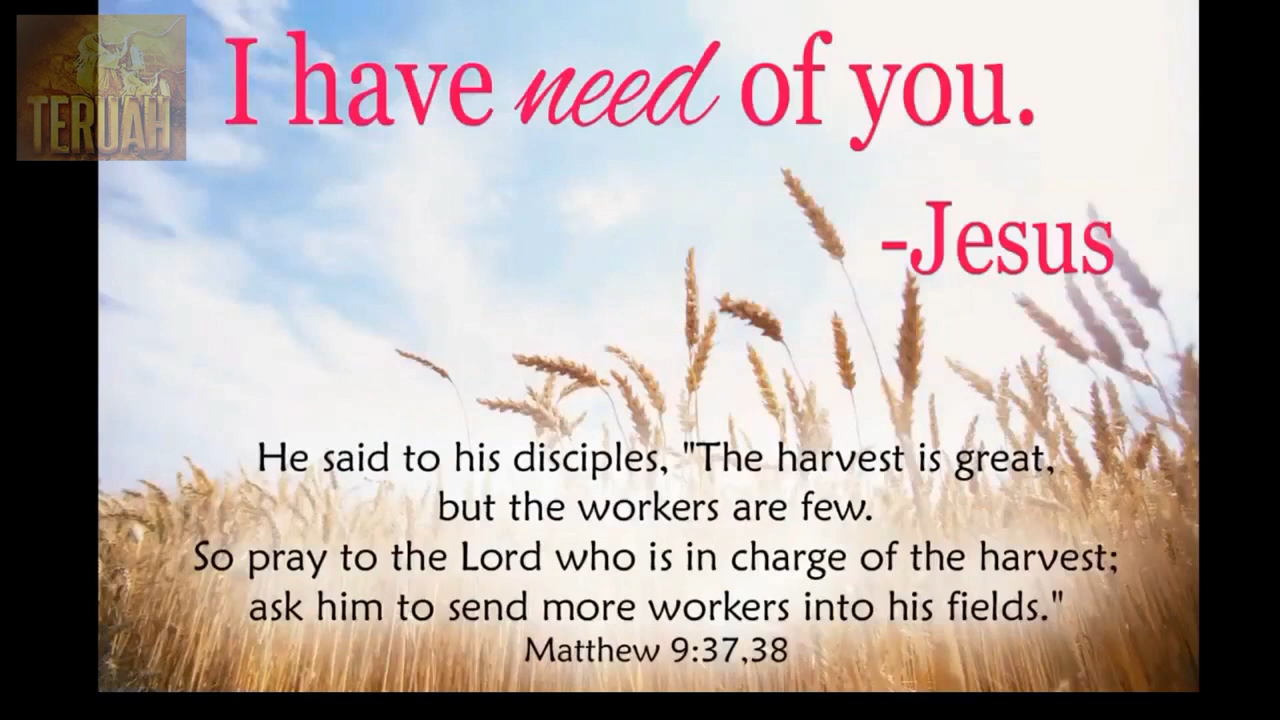 TERUAH
I have need of you.
-Jesus
He said to his disciples, "The harvest is great,
but the workers are few.
So pray to the Lord who is in charge of the harvest;
ask him to send more workers into his fields."
Matthew 9:37,38